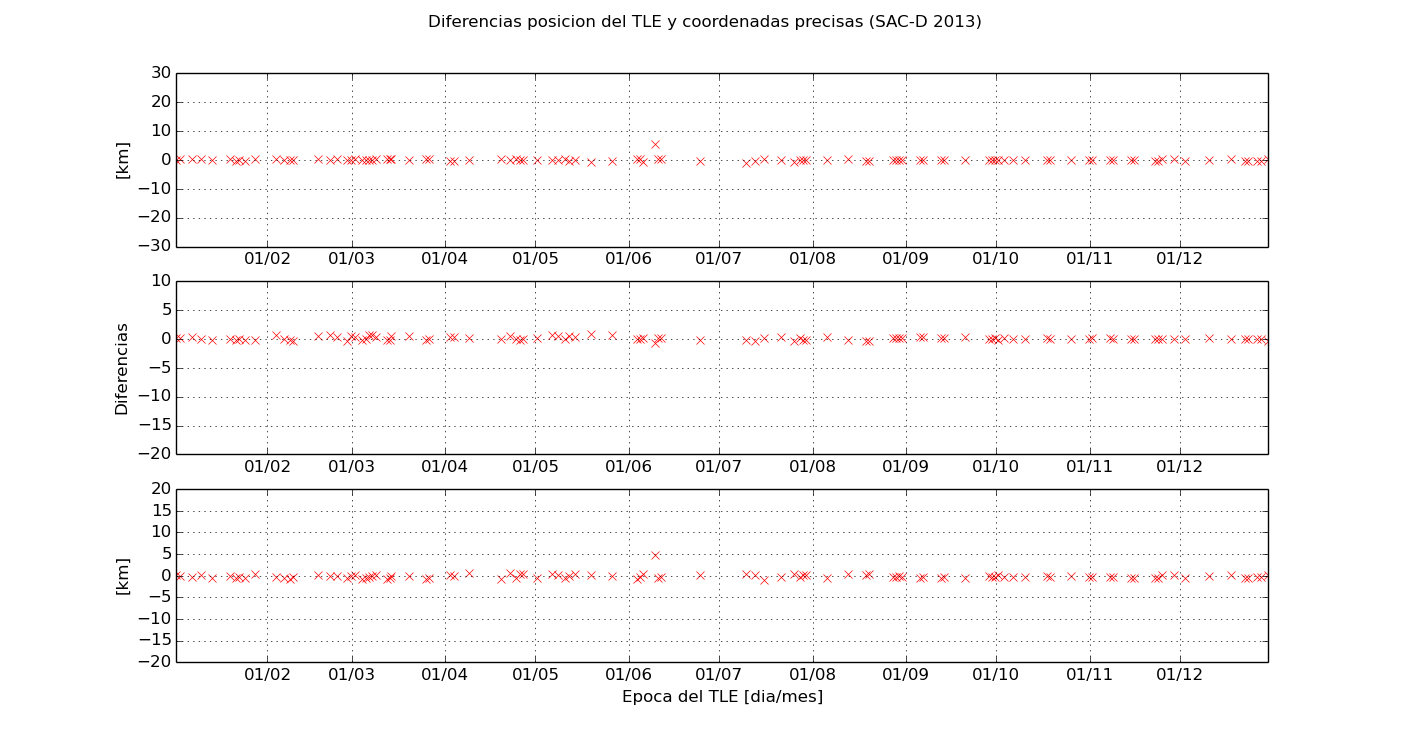 Diferencias posicion del TLE y coordenadas precisas (SAC-D 2013)
30
20
10
0
−10
−20
−30
[km]
01/02 01/03 01/04 01/05 01/06 01/07 01/08 01/09 01/10 01/11 01/12
10
5
0
−5
−10
−15
−20
Diferencias
01/02 01/03 01/04 01/05 01/06 01/07 01/08 01/09 01/10 01/11 01/12
20
15
10
5
0
−5
−10
−15
−20
[km]
01/02 01/03 01/04 01/05 01/06 01/07 01/08 01/09 01/10 01/11 01/12
Epoca del TLE [dia/mes]